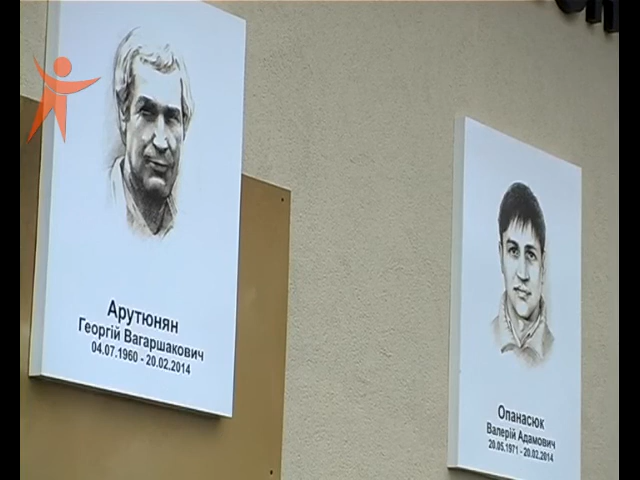 Арутюнян
Георгій Вагаршакович
04.07.1960 - 20.02.2014
Опанасюк
Валерій Адамович
20.05.1971 - 20.02.2014